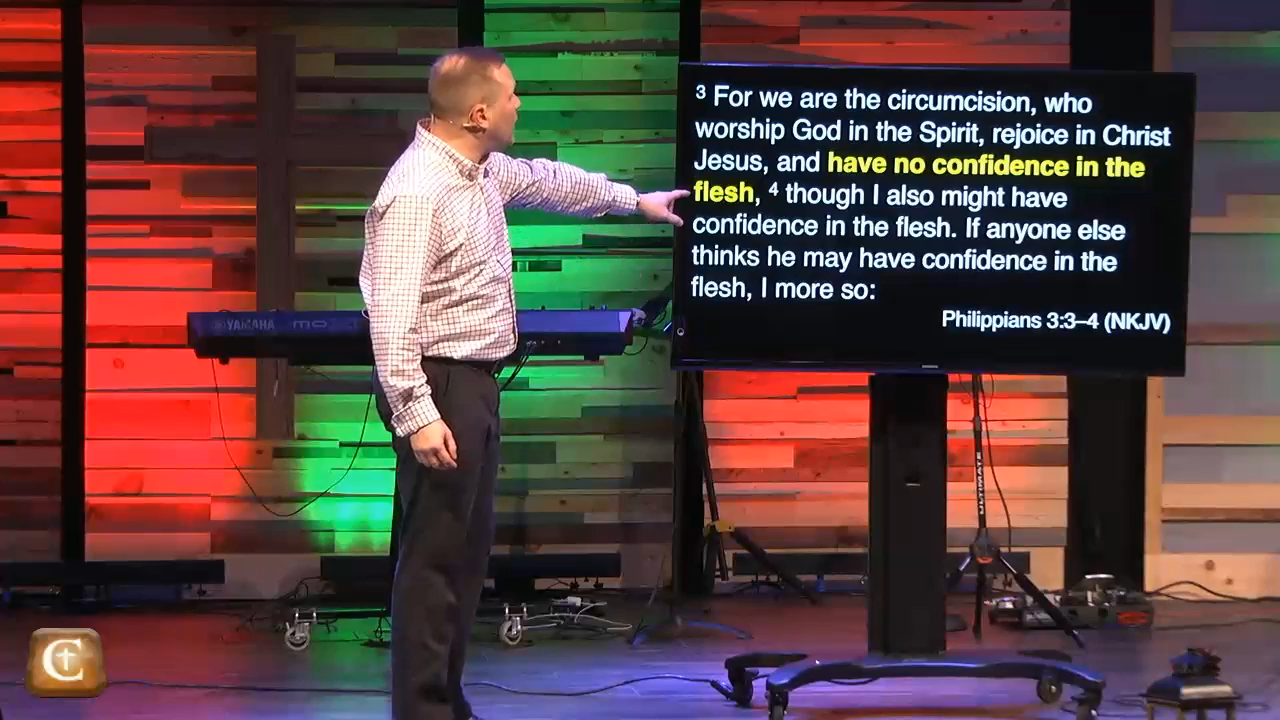 ³ For we are the circumcision, who
worship God in the Spirit, rejoice in Christ
Jesus, and have no confidence in the
flesh, ⁴ though I also might have
confidence in the flesh. If anyone else
thinks he may have confidence in the
flesh, I more so:
Philippians 3:3–4 (NKJV)
YAMAHA
ULTIMATE
C